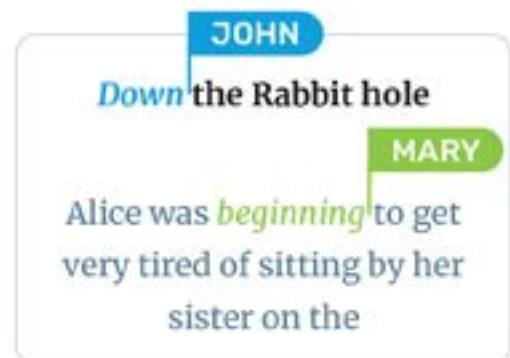 JOHN
Down the Rabbit hole
MARY
Alice was beginning to get
very tired of sitting by her
sister on the